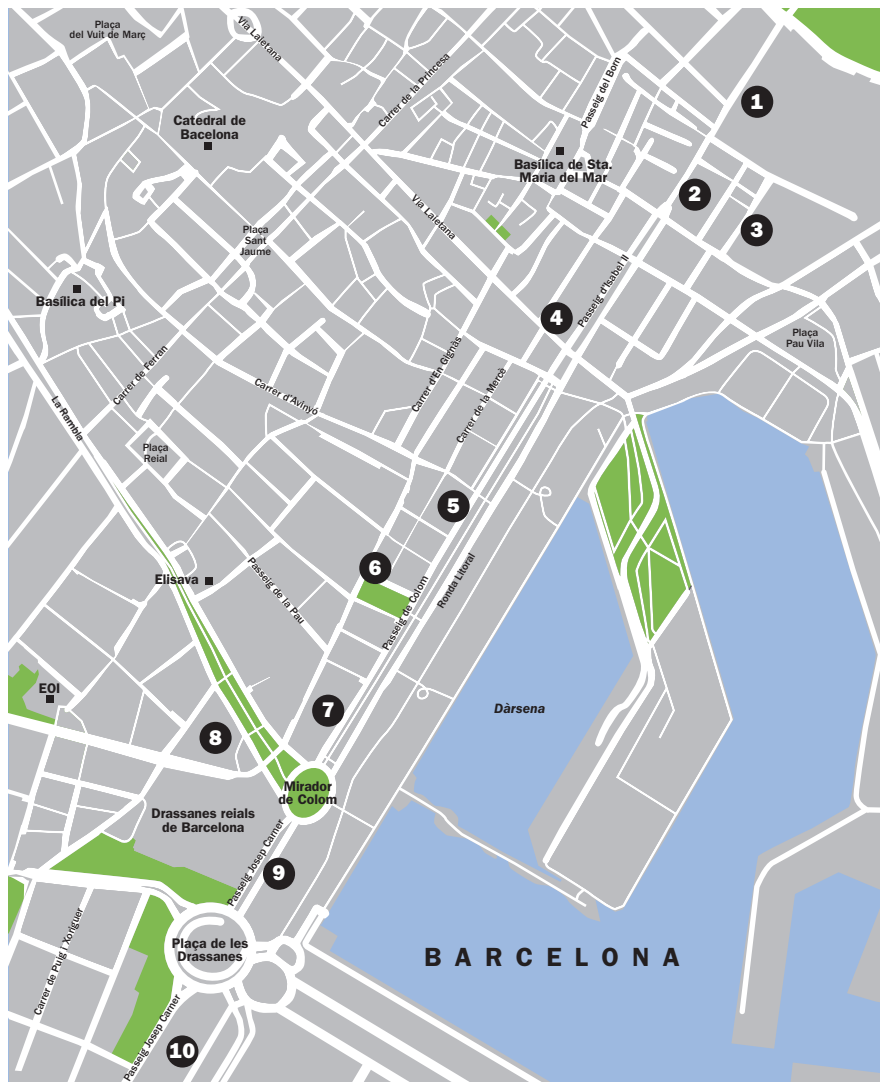 Plaça
del Vuit de Març
Via Laietana
Carrer de la Princesa
Passeig del Born
1
Catedral de
Bacelona
Basílica de Sta.
Maria del Mar
2
3
Via Laietana
Plaça
Sant
Jaume
Passeig d'Isabel II
Basílica del Pi
4
Plaça
Pau Vila
Carrer de Ferran
Carrer d'En Gignàs
Carrer de la Mercè
Carrer d'Avinyó
La Rambla
Plaça
Reial
5
6
Elisava
Passeig de la Pau
Passeig de Colom
Ronda Litoral
EOI
7
Dàrsena
8
Mirador
de Colom
Drassanes reials
de Barcelona
Passeig Josep Carner
9
Carrer de Puig i Xoriguer
Plaça de les
Drassanes
BARCELONA
Passeig Josep Carner
10